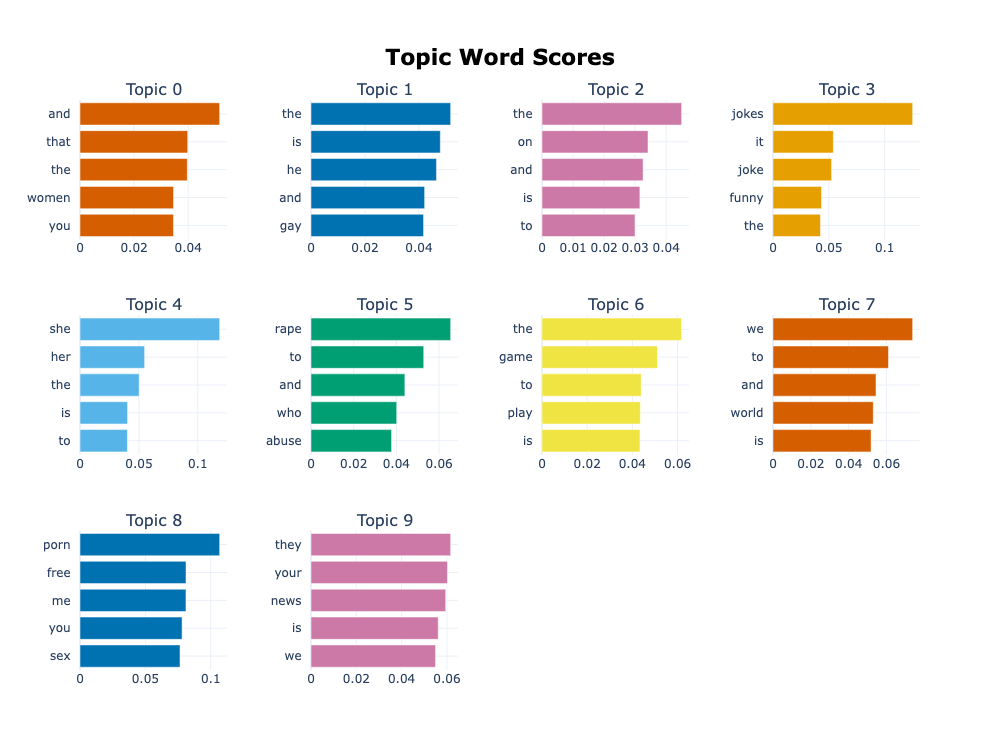 Topic Word Scores
Topic 0
and
that
the
women
you
0 0.02 0.04
Topic 1
the
is
he
and
gay
0 0.02 0.04
Topic 2
the
on
and
is
to
0 0.01 0.02 0.03 0.04
Topic 3
jokes
it
joke
funny
the
0 0.05 0.1
Topic 4
she
her
the
is
to
0 0.05 0.1
Topic 5
rape
to
and
who
abuse
0 0.02 0.04 0.06
Topic 6
the
game
to
play
is
0 0.02 0.04 0.06
Topic 7
we
to
and
world
is
0 0.02 0.04 0.06
Topic 8
porn
free
me
you
sex
0 0.05 0.1
Topic 9
they
your
news
is
we
0 0.02 0.04 0.06